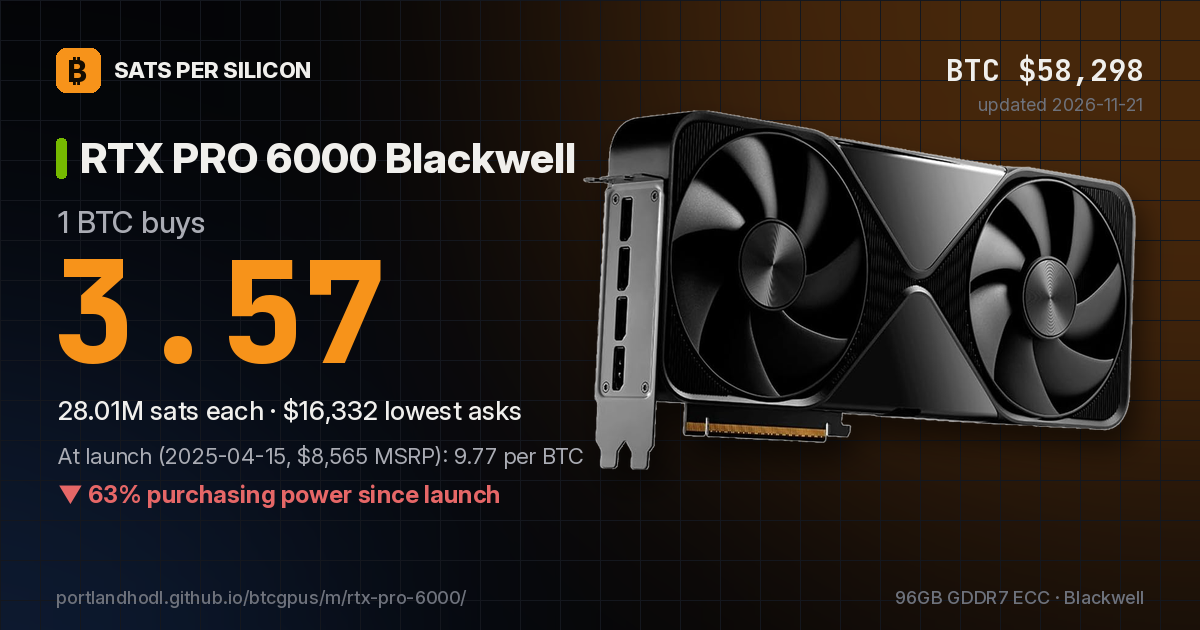 ₿ SATS PER SILICON
BTC $58,298
updated 2026-11-21
RTX PRO 6000 Blackwell
1 BTC buys
3.57
28.01M sats each · $16,332 lowest asks
At launch (2025-04-15, $8,565 MSRP): 9.77 per BTC
▼ 63% purchasing power since launch
portlandhodl.github.io/btcgpus/m/rtx-pro-6000/
96GB GDDR7 ECC · Blackwell